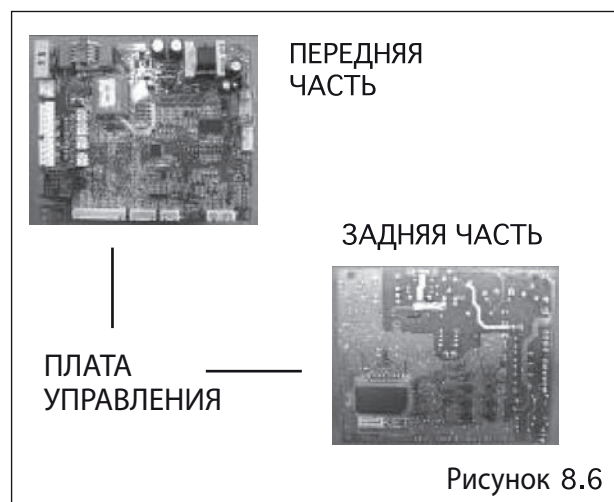 ПЕРЕДНЯЯ
ЧАСТЬ
ЗАДНЯЯ ЧАСТЬ
ПЛАТА
УПРАВЛЕНИЯ
Рисунок 8.6